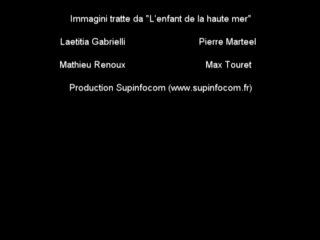 Immagini tratte da "L'enfant de la haute mer"
Laetitia Gabrielli Pierre Marteel
Mathieu Renoux Max Touret
Production Supinfocom (www.supinfocom.fr)